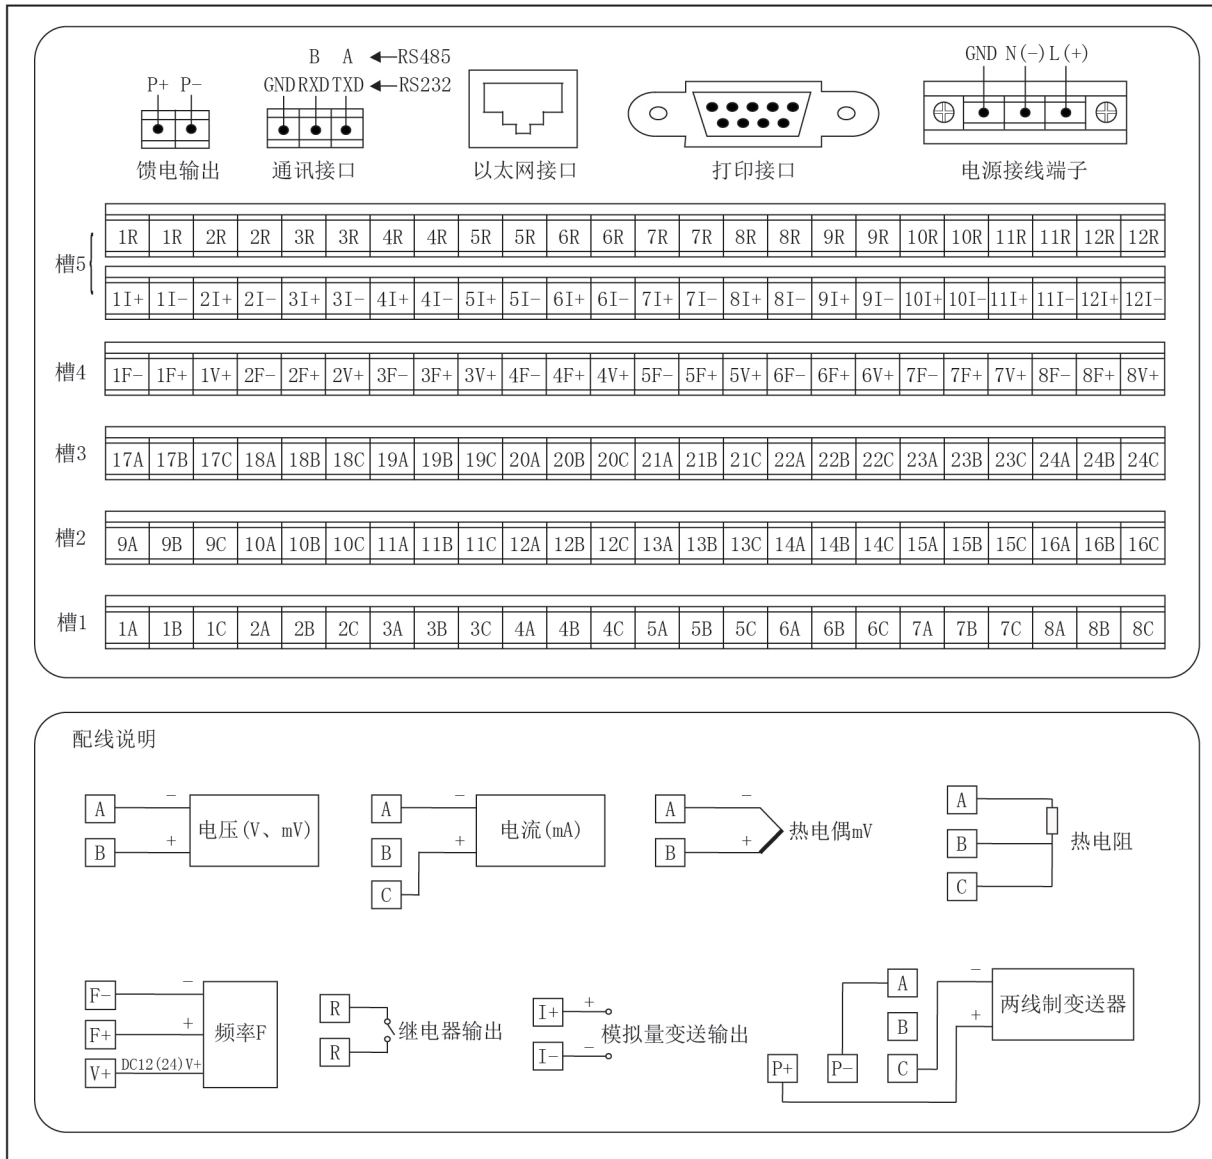 B A ←RS485
GND N(-) L(+)
P+ P-
GND RXD TXD ←RS232
馈电输出
通讯接口
以太网接口
打印接口
电源接线端子
槽5
1R 1R 2R 2R 3R 3R 4R 4R 5R 5R 6R 6R 7R 7R 8R 8R 9R 9R 10R 10R 11R 11R 12R 12R
1I+ 1I- 2I+ 2I- 3I+ 3I- 4I+ 4I- 5I+ 5I- 6I+ 6I- 7I+ 7I- 8I+ 8I- 9I+ 9I- 10I+ 10I- 11I+ 11I- 12I+ 12I-
槽4 1F- 1F+ 1V+ 2F- 2F+ 2V+ 3F- 3F+ 3V+ 4F- 4F+ 4V+ 5F- 5F+ 5V+ 6F- 6F+ 6V+ 7F- 7F+ 7V+ 8F- 8F+ 8V+
槽3 17A 17B 17C 18A 18B 18C 19A 19B 19C 20A 20B 20C 21A 21B 21C 22A 22B 22C 23A 23B 23C 24A 24B 24C
槽2 9A 9B 9C 10A 10B 10C 11A 11B 11C 12A 12B 12C 13A 13B 13C 14A 14B 14C 15A 15B 15C 16A 16B 16C
槽1 1A 1B 1C 2A 2B 2C 3A 3B 3C 4A 4B 4C 5A 5B 5C 6A 6B 6C 7A 7B 7C 8A 8B 8C
配线说明
A -
B +
电压(V、mV)
A -
B +
C
电流(mA)
A -
B +
热电偶mV
A
B
C
热电阻
F- -
F+ +
V+ DC12(24)V+
频率F
R
R
继电器输出
I+ +
I- -
模拟量变送输出
A -
B +
P+ P- C
两线制变送器